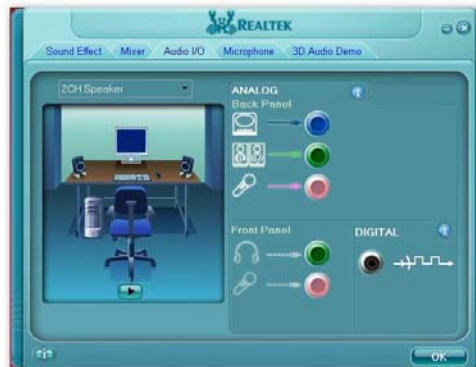 REALTEK
Sound Effect Mixer Audio I/O Microphone 3D Audio Demo
2CH Speaker
ANALOG
Back Panel
Front Panel
DIGITAL
OK